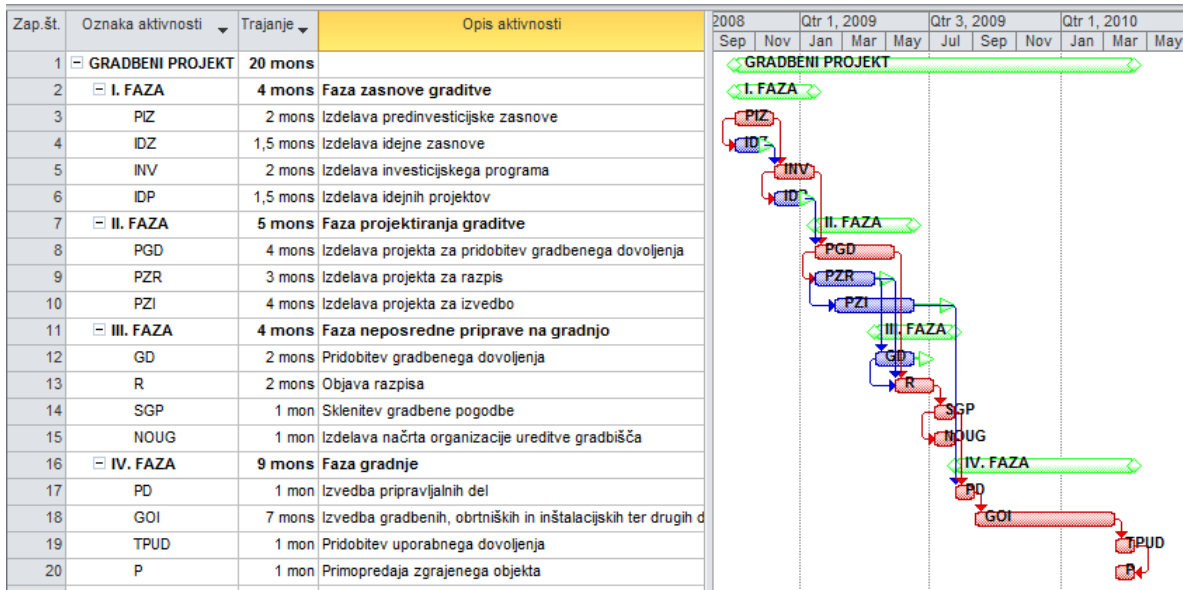 Zap.št. Oznaka aktivnosti Trajanje Opis aktivnosti 2008 Qtr 1, 2009 Qtr 3, 2009 Qtr 1, 2010
Sep Nov Jan Mar May Jul Sep Nov Jan Mar May
1 GRADBENI PROJEKT 20 mons GRADBENI PROJEKT
2 I. FAZA 4 mons Faza zasnove graditve I. FAZA
3 PIZ 2 mons Izdelava predinvesticijske zasnove PIZ
4 IDZ 1,5 mons Izdelava idejne zasnove IDZ
5 INV 2 mons Izdelava investicijskega programa INV
6 IDP 1,5 mons Izdelava idejnih projektov IDP
7 II. FAZA 5 mons Faza projektiranja graditve II. FAZA
8 PGD 4 mons Izdelava projekta za pridobitev gradbenega dovoljenja PGD
9 PZR 3 mons Izdelava projekta za razpis PZR
10 PZI 4 mons Izdelava projekta za izvedbo PZI
11 III. FAZA 4 mons Faza neposredne priprave na gradnjo III. FAZA
12 GD 2 mons Pridobitev gradbenega dovoljenja GD
13 R 2 mons Objava razpisa R
14 SGP 1 mon Sklenitev gradbene pogodbe SGP
15 NOUG 1 mon Izdelava načrta organizacije ureditve gradbišča NOUG
16 IV. FAZA 9 mons Faza gradnje IV. FAZA
17 PD 1 mon Izvedba pripravljalnih del PD
18 GOI 7 mons Izvedba gradbenih, obrtniških in inštalacijskih ter drugih d GOI
19 TPUD 1 mon Pridobitev uporabnega dovoljenja TPUD
20 P 1 mon Primopredaja zgrajenega objekta P